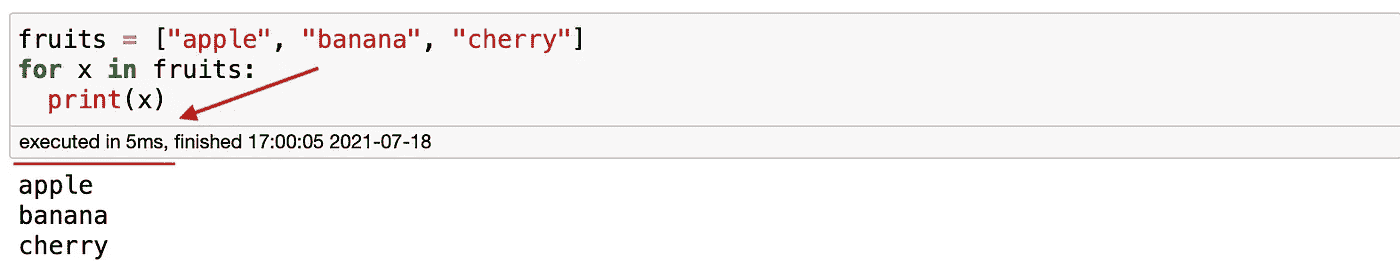 fruits = ["apple", "banana", "cherry"]
for x in fruits:
  print(x)
executed in 5ms, finished 17:00:05 2021-07-18
apple
banana
cherry